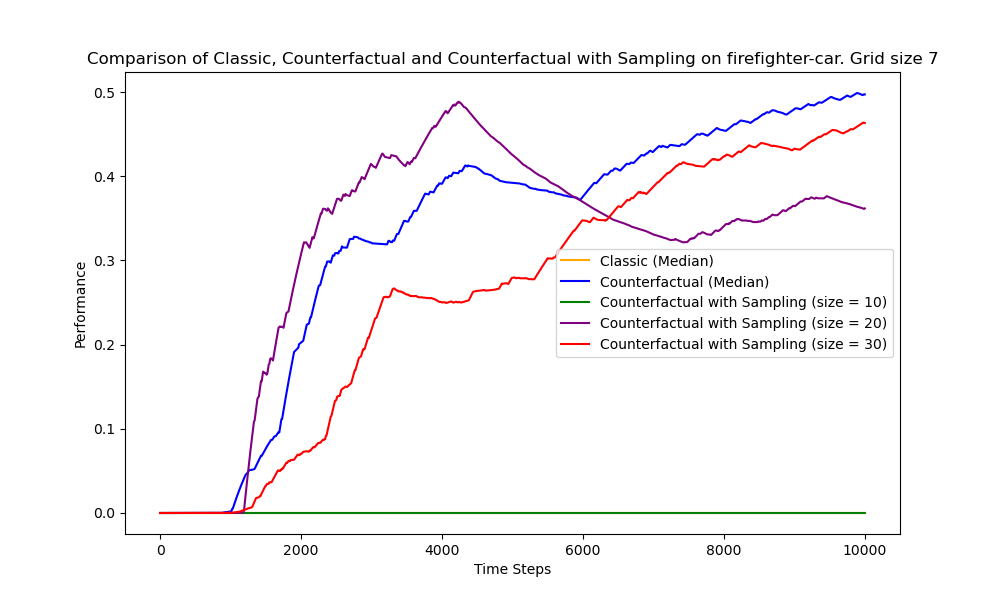 Comparison of Classic, Counterfactual and Counterfactual with Sampling on firefighter-car. Grid size 7
0.5
0.4
0.3
0.2
0.1
0.0
Performance
Classic (Median)
Counterfactual (Median)
Counterfactual with Sampling (size = 10)
Counterfactual with Sampling (size = 20)
Counterfactual with Sampling (size = 30)
0 2000 4000 6000 8000 10000
Time Steps